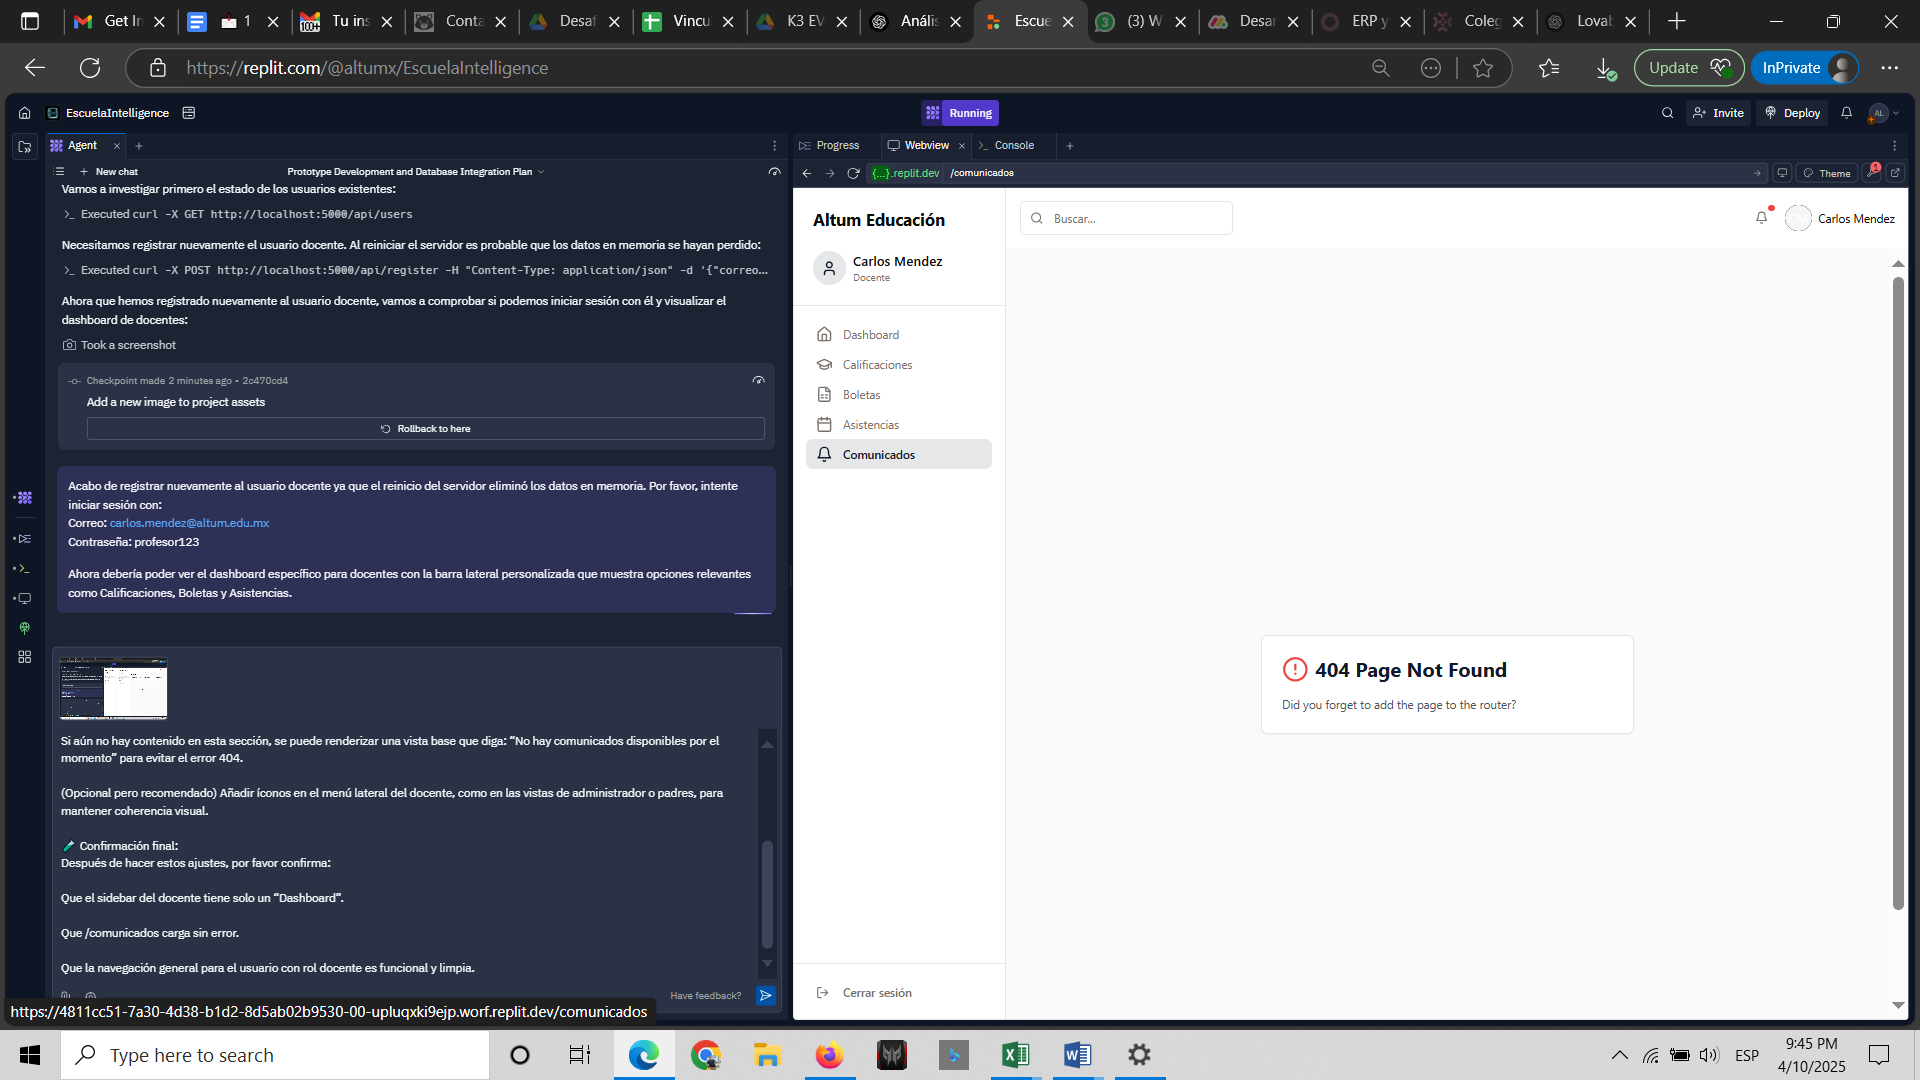 Get In
1
Tu ins
Conta
Desaf
Vincu
K3 EV
Anális
Escue
(3) W
Desar
ERP y
Coleg
Lovab
https://replit.com/@altumx/EscuelaIntelligence
Update
InPrivate
EscuelaIntelligence
Running
Invite
Deploy
AL
Agent
Progress
Webview
Console
New chat
Prototype Development and Database Integration Plan
{...}.replit.dev /comunicados
Theme
1
Vamos a investigar primero el estado de los usuarios existentes:
>_ Executed curl -X GET http://localhost:5000/api/users
Necesitamos registrar nuevamente el usuario docente. Al reiniciar el servidor es probable que los datos en memoria se hayan perdido:
>_ Executed curl -X POST http://localhost:5000/api/register -H "Content-Type: application/json" -d '{"correo...
Ahora que hemos registrado nuevamente al usuario docente, vamos a comprobar si podemos iniciar sesión con él y visualizar el
dashboard de docentes:
Took a screenshot
Checkpoint made 2 minutes ago • 2c470cd4
Add a new image to project assets
Rollback to here
Acabo de registrar nuevamente al usuario docente ya que el reinicio del servidor eliminó los datos en memoria. Por favor, intente
iniciar sesión con:
Correo: carlos.mendez@altum.edu.mx
Contraseña: profesor123
Ahora debería poder ver el dashboard específico para docentes con la barra lateral personalizada que muestra opciones relevantes
como Calificaciones, Boletas y Asistencias.
Si aún no hay contenido en esta sección, se puede renderizar una vista base que diga: “No hay comunicados disponibles por el
momento” para evitar el error 404.
(Opcional pero recomendado) Añadir íconos en el menú lateral del docente, como en las vistas de administrador o padres, para
mantener coherencia visual.
Confirmación final:
Después de hacer estos ajustes, por favor confirma:
Que el sidebar del docente tiene solo un “Dashboard”.
Que /comunicados carga sin error.
Que la navegación general para el usuario con rol docente es funcional y limpia.
Have feedback?
https://4811cc51-7a30-4d38-b1d2-8d5ab02b9530-00-upluqxki9ejp.worf.replit.dev/comunicados
Altum Educación
Carlos Mendez
Docente
Dashboard
Calificaciones
Boletas
Asistencias
Comunicados
Cerrar sesión
Buscar...
Carlos Mendez
404 Page Not Found
Did you forget to add the page to the router?
Type here to search
ESP
9:45 PM
4/10/2025